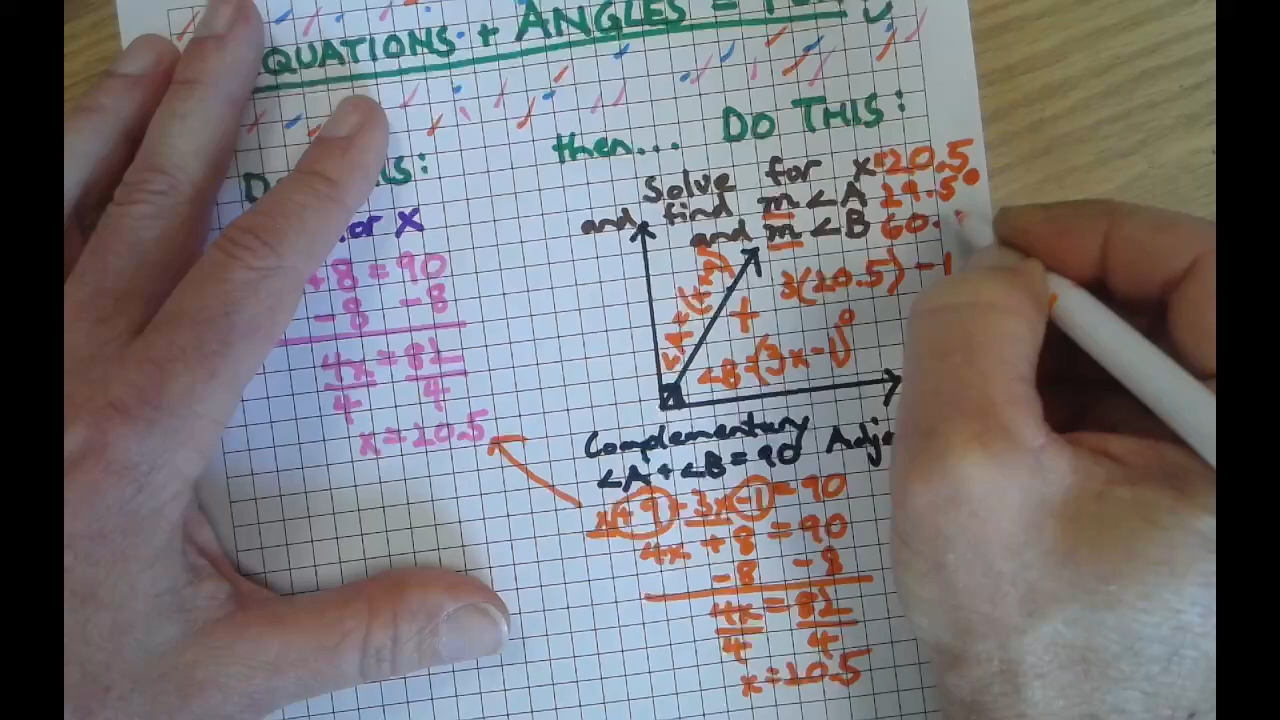 QUATIONS + ANGLES =
then... DO THIS:
Solve for x=20.5
and find m∠A 29.5°
and m∠B 60.
or X
+8=90
-8 -8
4x=82
4 4
x=20.5
3(20.5)-1
+
∠B=(3x-1)°
Complementary
∠A+∠B=90
x+9+3x-1=90
4x+8=90
-8 -8
4x=82
4 4
x=20.5